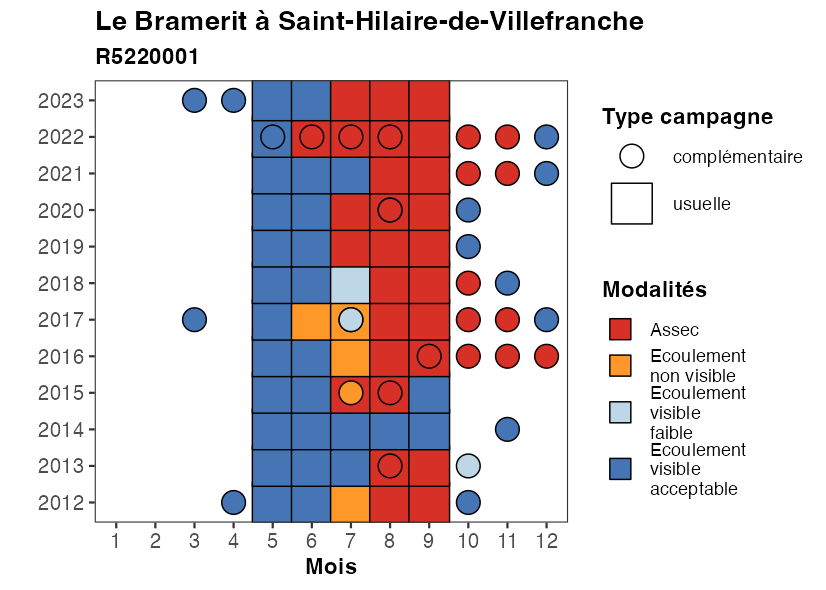 Le Bramerit à Saint-Hilaire-de-Villefranche
R5220001
2023
2022
2021
2020
2019
2018
2017
2016
2015
2014
2013
2012
1 2 3 4 5 6 7 8 9 10 11 12
Mois
Type campagne
complémentaire
usuelle
Modalités
Assec
Ecoulement
non visible
Ecoulement
visible
faible
Ecoulement
visible
acceptable